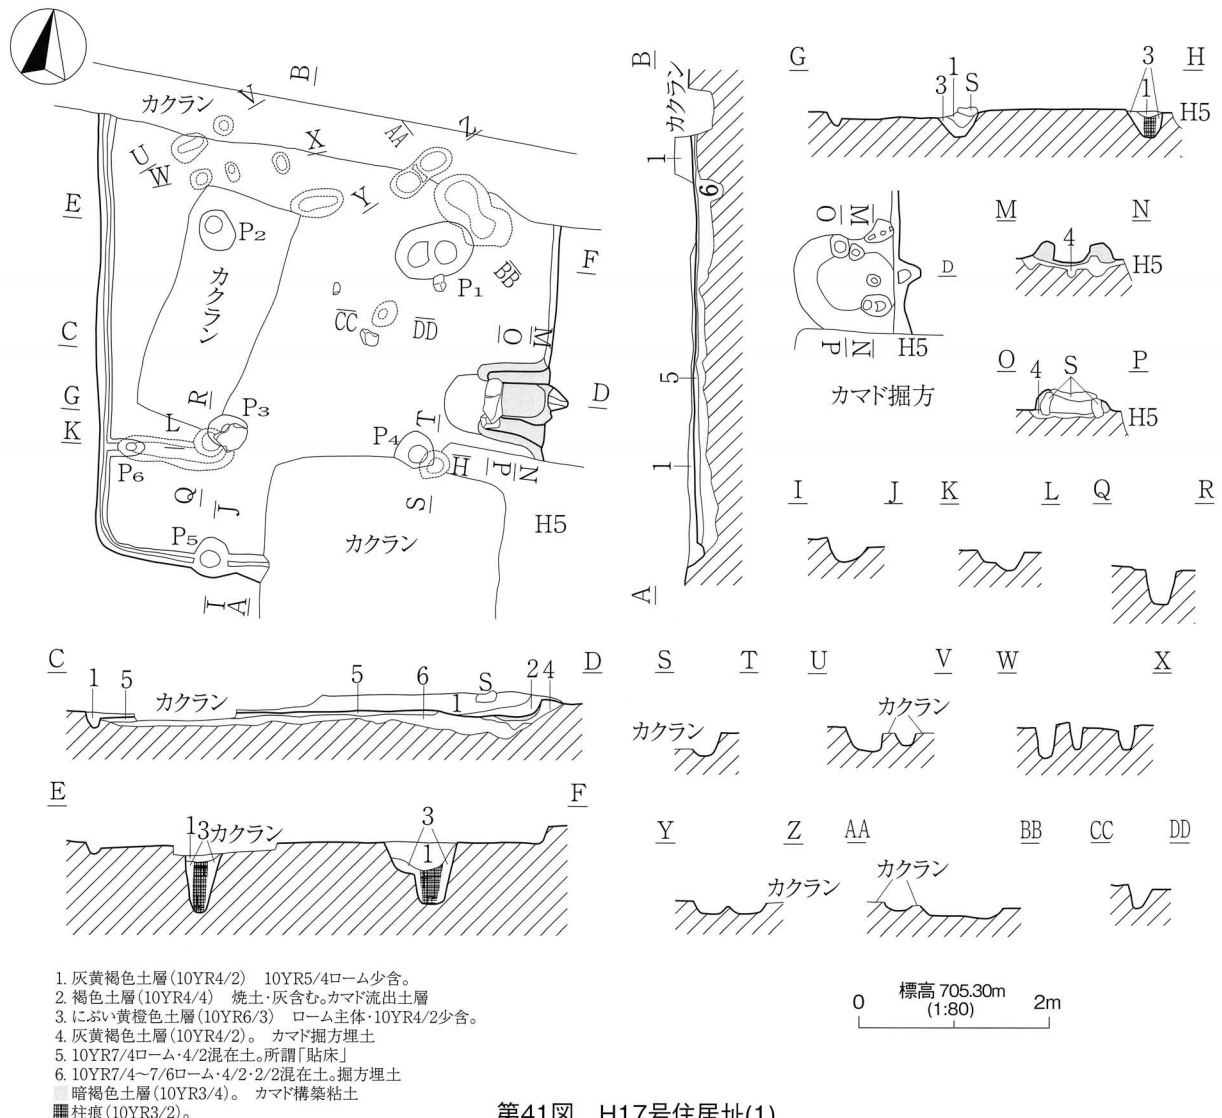 B
V
カクラン
AA
Z
X
U
W
Y
E
P2
F
BB
P1
カクラン
CC
DD
C
O
M
D
G
R
K
L
P3
T
P4
P6
H
P
N
Q
J
S
H5
P5
カクラン
I
A
B
カクラン
1
6
5
1
A
G
3
1
S
3
1
H
H5
O
M
D
P
N
H5
カマド掘方
M
4
N
H5
O
4
S
P
H5
I
J
K
L
Q
R
C
1
5
カクラン
5
6
S
1
2
4
D
S
T
U
V
W
X
カクラン
カクラン
E
1
3
カクラン
3
1
F
Y
Z
AA
BB
CC
DD
カクラン
カクラン
1. 灰黄褐色土層(10YR4/2) 10YR5/4ローム少含。
2. 褐色土層(10YR4/4) 焼土・灰含む。カマド流出土層
3. にぶい黄橙色土層(10YR6/3) ローム主体・10YR4/2少含。
4. 灰黄褐色土層(10YR4/2)。 カマド掘方埋土
5. 10YR7/4ローム・4/2混在土。所謂「貼床」
6. 10YR7/4〜7/6ローム・4/2・2/2混在土。掘方埋土
暗褐色土層(10YR3/4)。 カマド構築粘土
柱痕(10YR3/2)。
標高 705.30m
0
(1:80)
2m
第41図 H17号住居址(1)